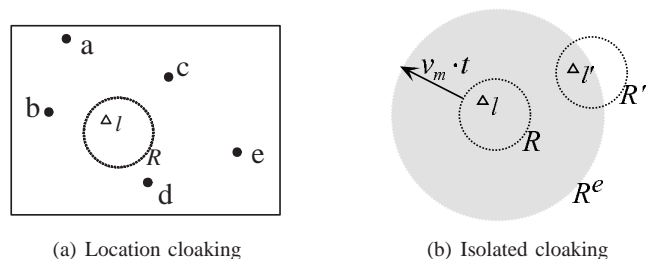 a
c
b
l
R
e
d
v_m · t
l
R
l'
R'
R^e
(a) Location cloaking
(b) Isolated cloaking